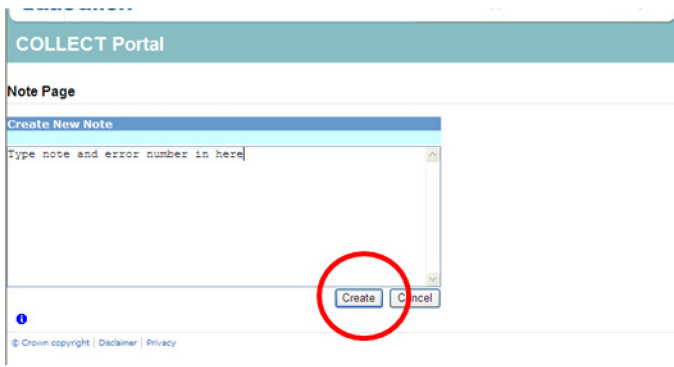 COLLECT Portal
Note Page
Create New Note
Type note and error number in here
Create Cancel
© Crown copyright | Disclaimer | Privacy